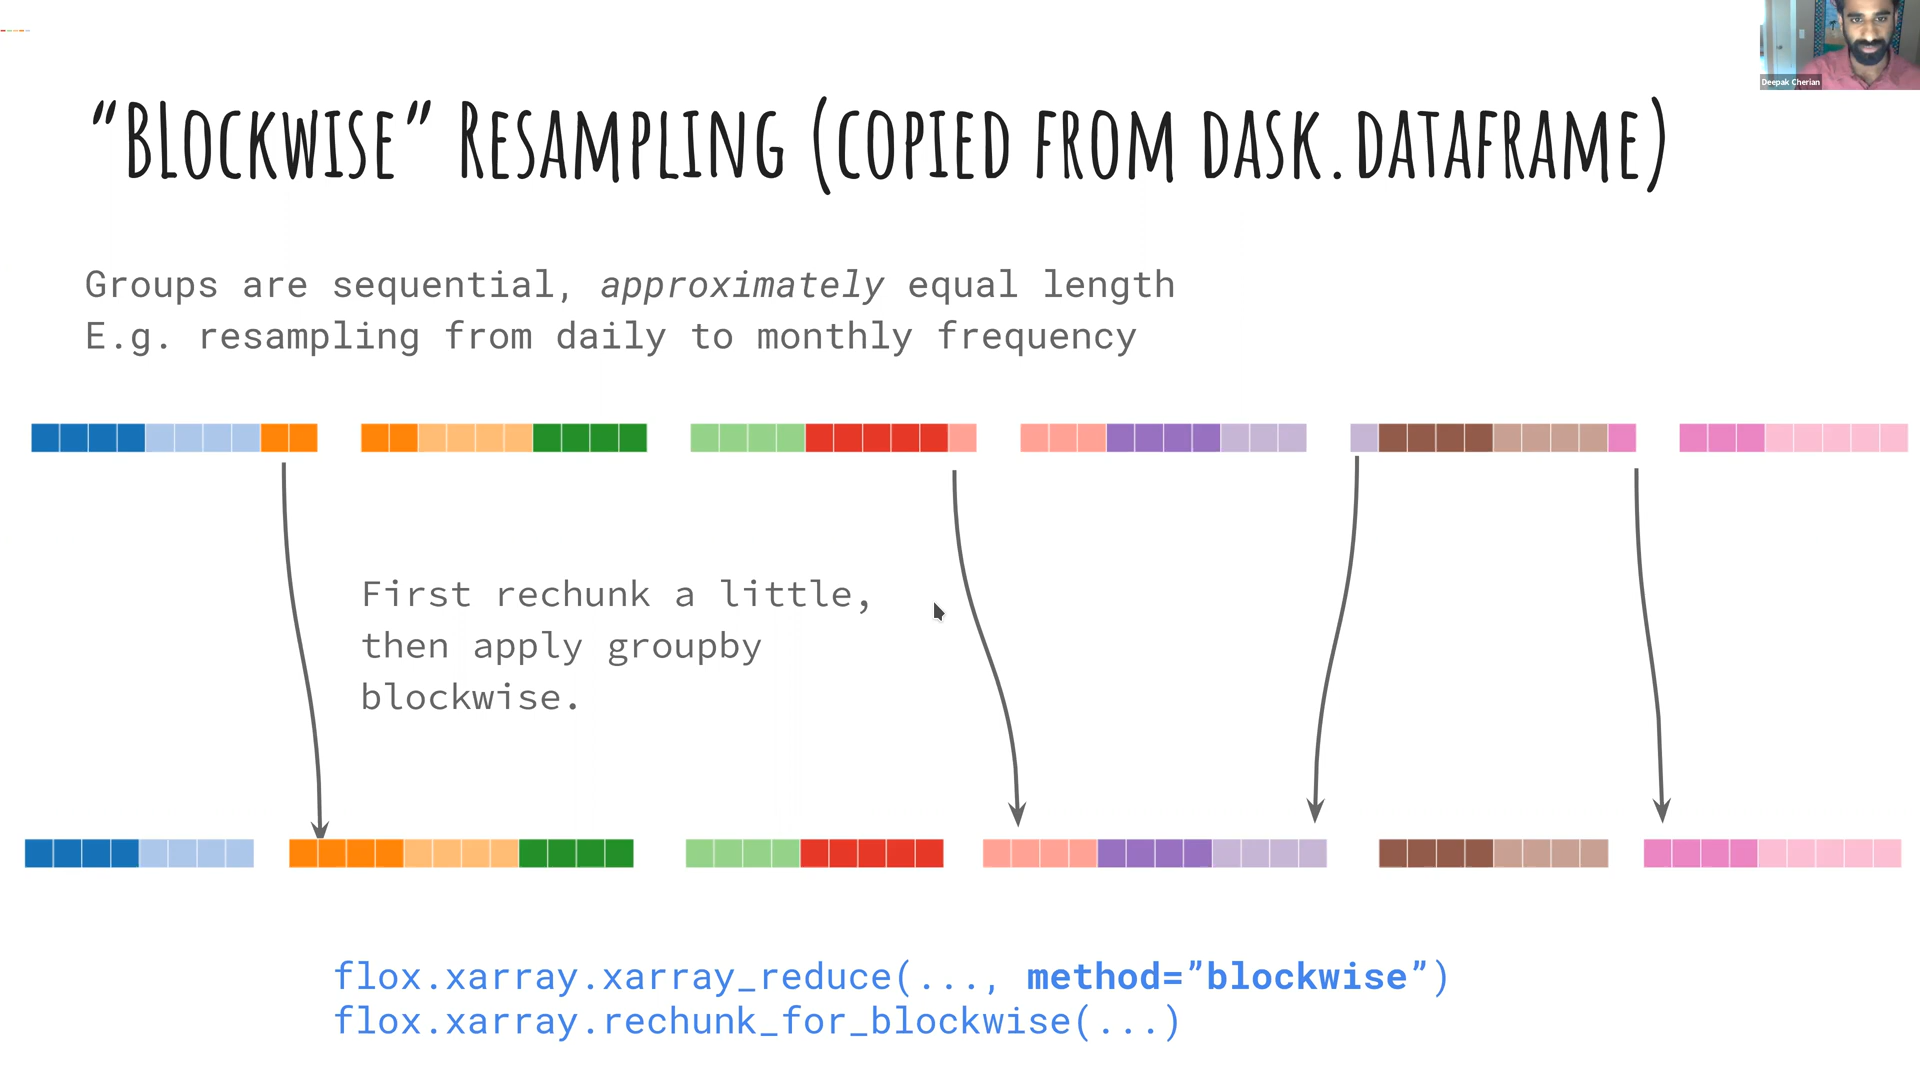 “Blockwise” Resampling (copied from dask.dataframe)
Deepak Cherian
Groups are sequential, approximately equal length
E.g. resampling from daily to monthly frequency
First rechunk a little,
then apply groupby
blockwise.
flox.xarray.xarray_reduce(..., method=”blockwise”)
flox.xarray.rechunk_for_blockwise(...)